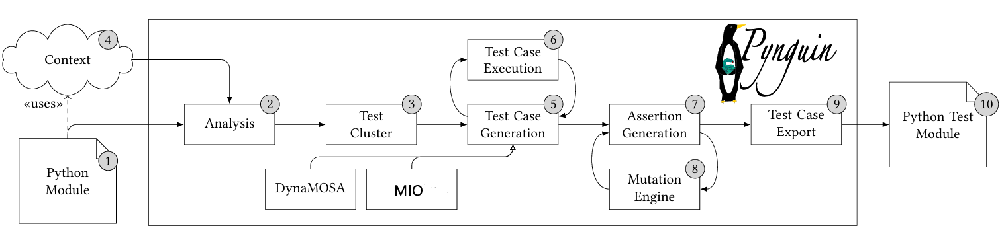 4
Context
«uses»
1
Python
Module
2
Analysis
3
Test
Cluster
6
Test Case
Execution
5
Test Case
Generation
DynaMOSA
MIO
7
Assertion
Generation
8
Mutation
Engine
Pynguin
9
Test Case
Export
10
Python Test
Module